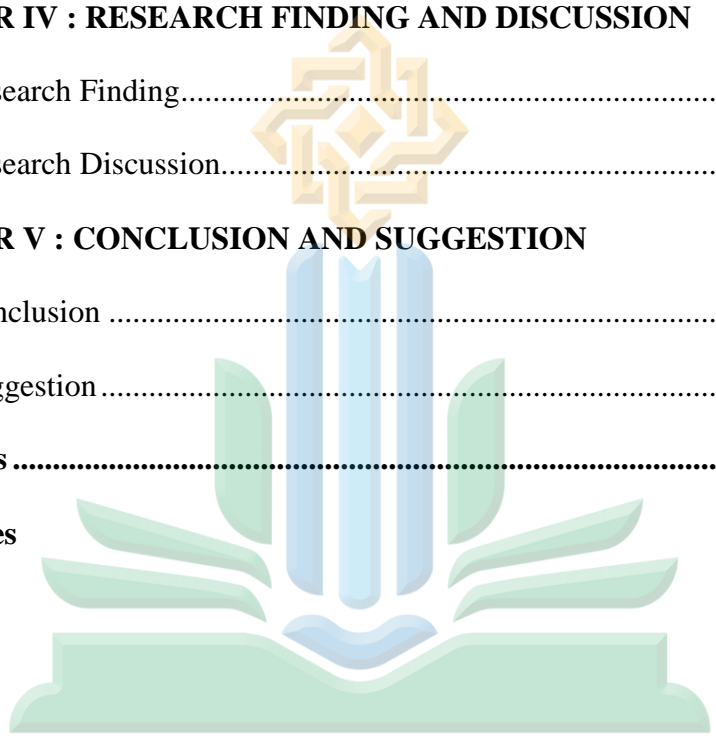 R IV : RESEARCH FINDING AND DISCUSSION
search Finding...............................................................
search Discussion..........................................................
R V : CONCLUSION AND SUGGESTION
nclusion .......................................................................
ggestion........................................................................
s...................................................................................
es